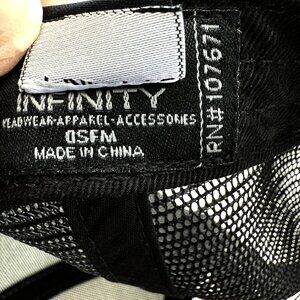 INFINITY
HEADWEAR-APPAREL-ACCESSORIES
OSFM
MADE IN CHINA
RN#107671